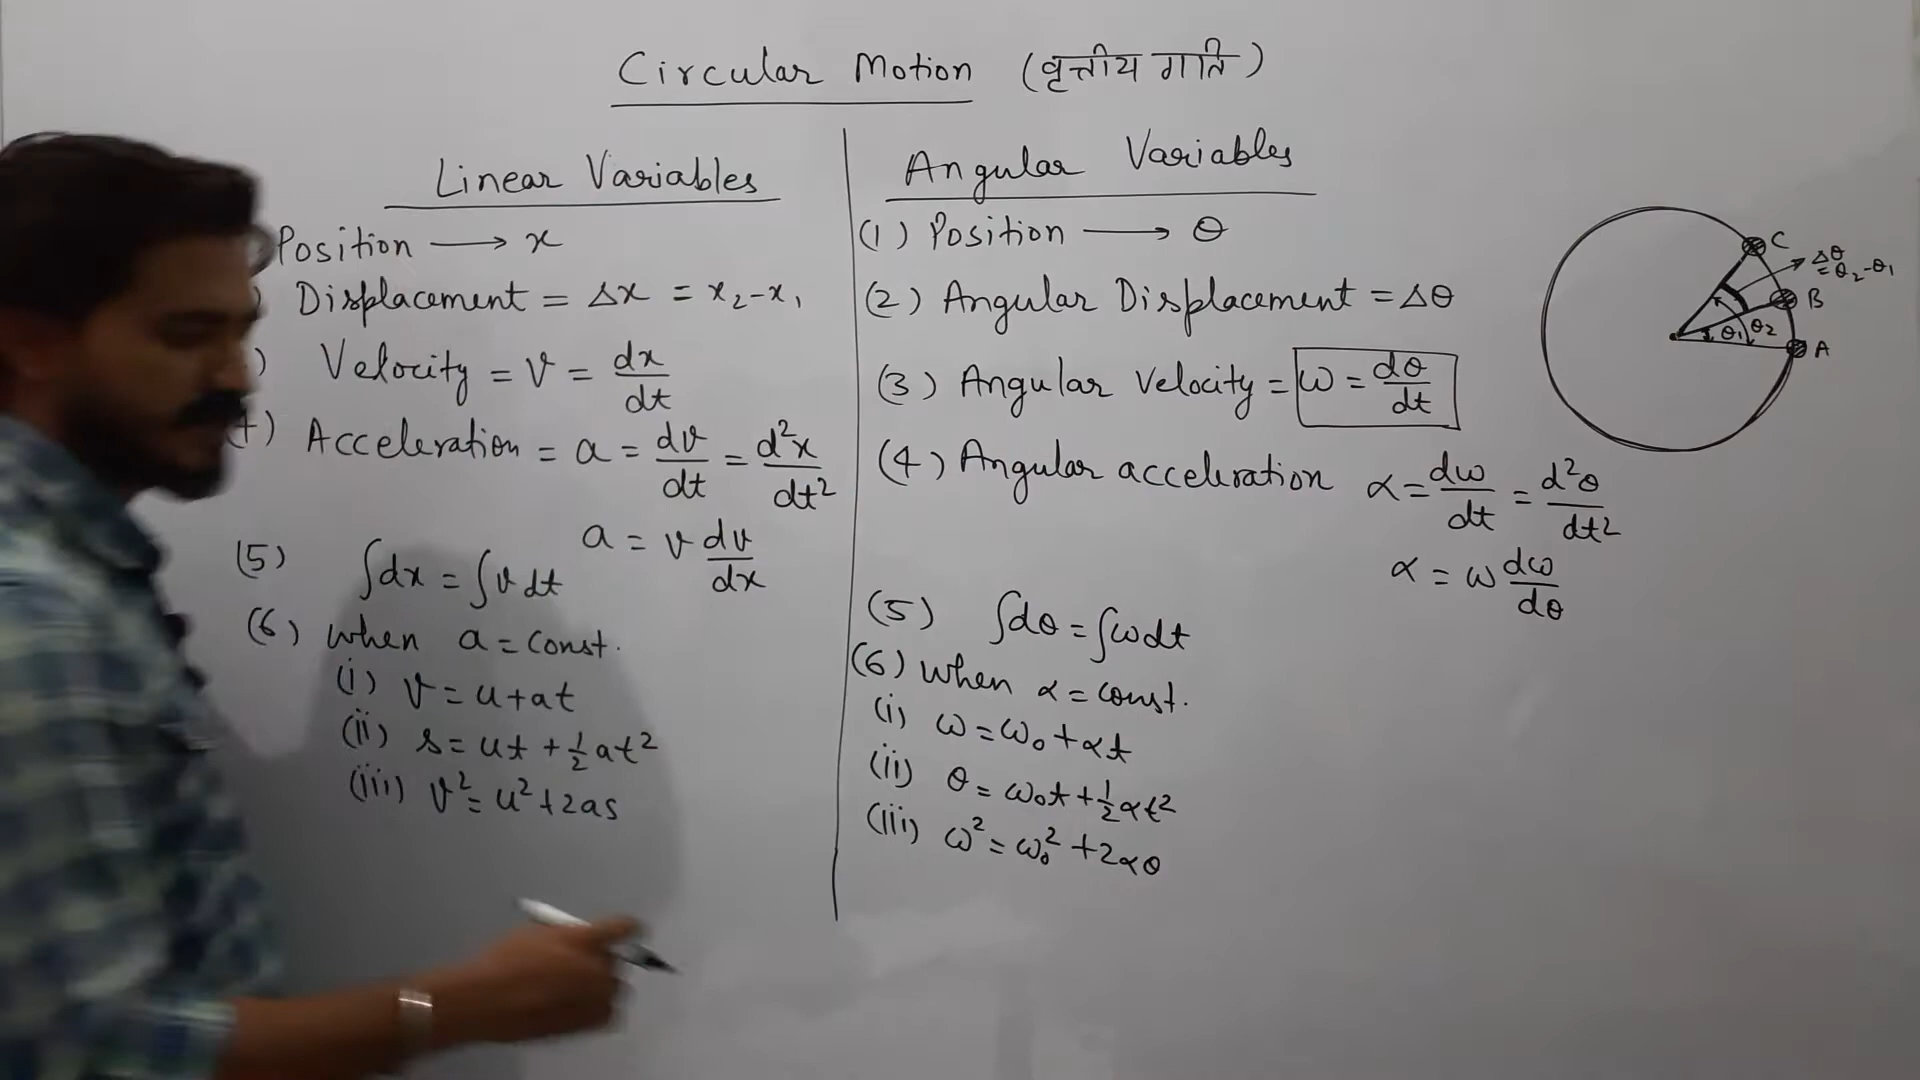 Circular Motion (वृत्तीय गति)
Linear Variables
Position ⟶ x
) Displacement = Δx = x₂-x₁
) Velocity = v = dx/dt
) Acceleration = a = dv/dt = d²x/dt²
a = v dv/dx
(5) ∫dx = ∫v dt
(6) when a = const.
(i) v = u + at
(ii) s = ut + ½at²
(iii) v² = u² + 2as
Angular Variables
(1) Position ⟶ θ
(2) Angular Displacement = Δθ
(3) Angular Velocity = ω = dθ/dt
(4) Angular acceleration α = dω/dt = d²θ/dt²
α = ω dω/dθ
(5) ∫dθ = ∫ωdt
(6) when α = const.
(i) ω = ω₀ + αt
(ii) θ = ω₀t + ½αt²
(iii) ω² = ω₀² + 2αθ
C
Δθ
= θ₂-θ₁
B
θ₁ θ₂
A